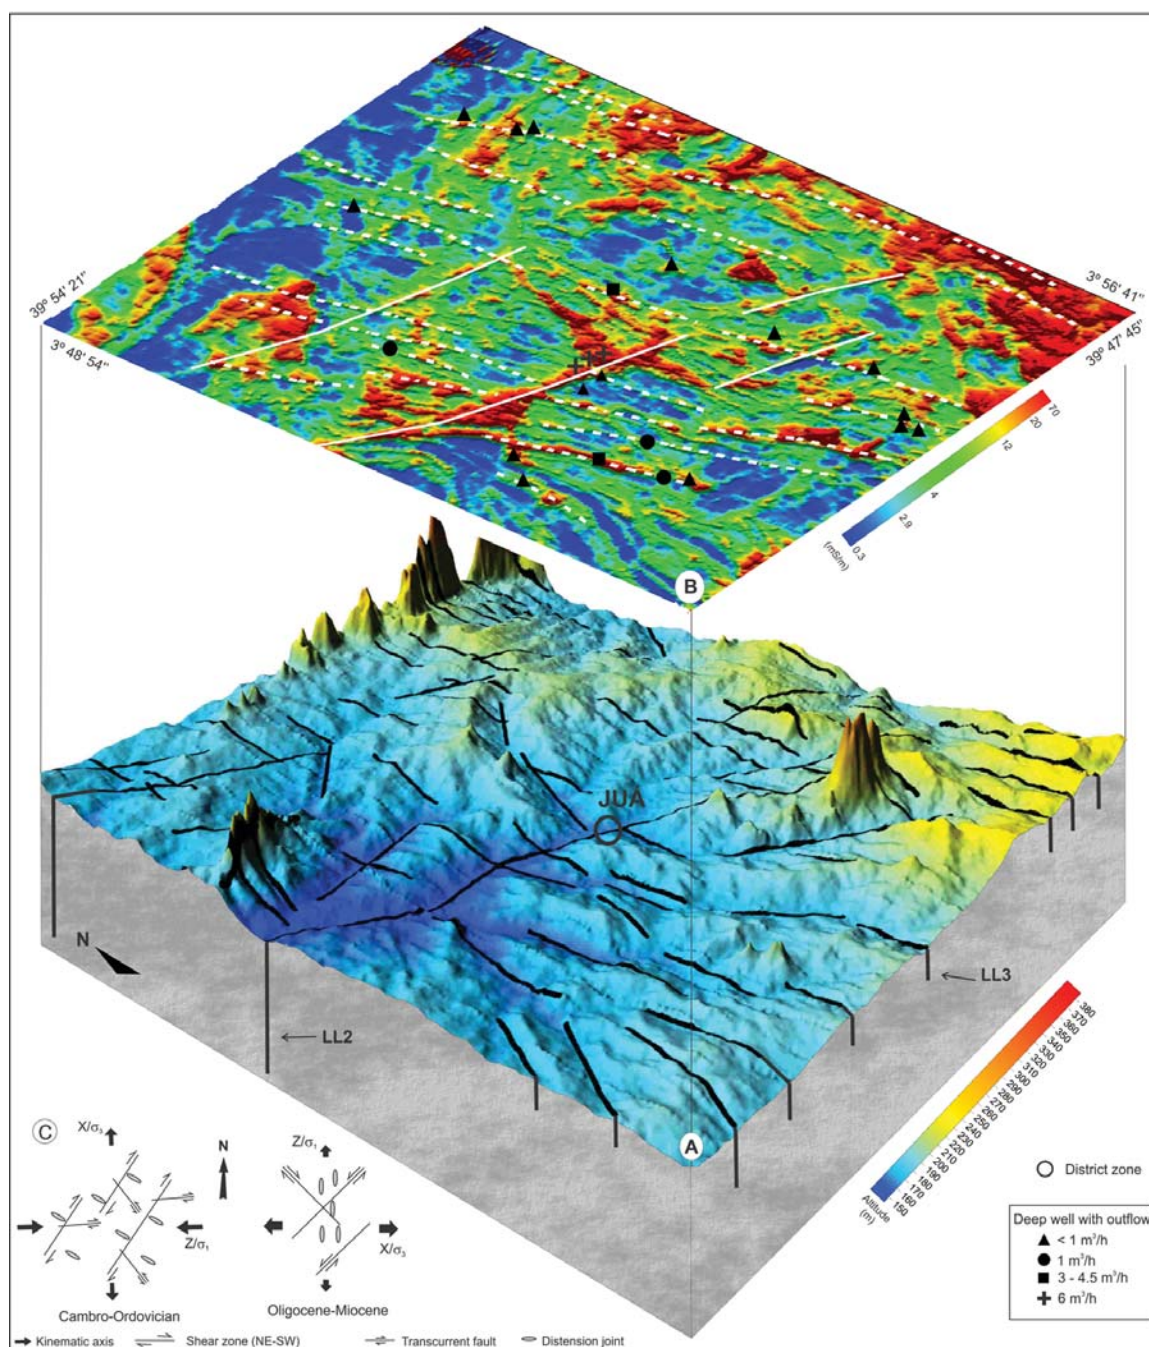 39º 54' 21"
3º 48' 54"
3º 56' 41"
39º 47' 45"
70
20
12
4
2.9
0.3
(mS/m)
B
JUA
N
LL3
LL2
A
380
370
360
350
340
330
320
310
300
290
280
270
260
250
240
230
220
210
200
190
180
170
160
150
Altitude
(m)
C
X/σ₃
N
Z/σ₁
Cambro-Ordovician
Z/σ₁
X/σ₃
Oligocene-Miocene
District zone
Deep well with outflow
< 1 m³/h
1 m³/h
3 - 4.5 m³/h
6 m³/h
Kinematic axis
Shear zone (NE-SW)
Transcurrent fault
Distension joint